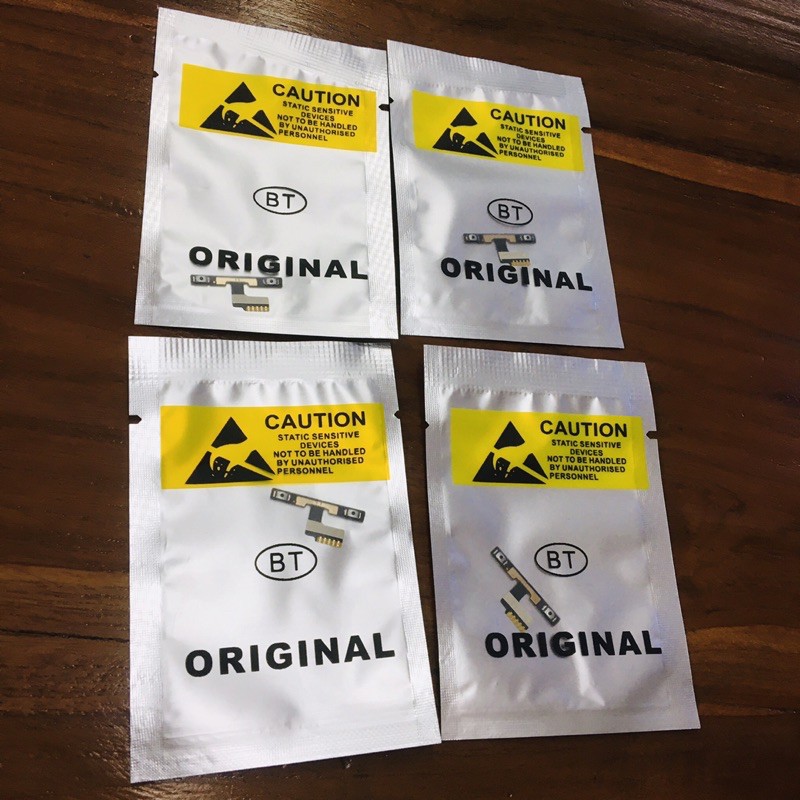 CAUTION
STATIC SENSITIVE
DEVICES
NOT TO BE HANDLED
BY UNAUTHORISED
PERSONNEL
BT
ORIGINAL
CAUTION
STATIC SENSITIVE
DEVICES
NOT TO BE HANDLED
BY UNAUTHORISED
PERSONNEL
BT
ORIGINAL
CAUTION
STATIC SENSITIVE
DEVICES
NOT TO BE HANDLED
BY UNAUTHORISED
PERSONNEL
BT
ORIGINAL
CAUTION
STATIC SENSITIVE
DEVICES
NOT TO BE HANDLED
BY UNAUTHORISED
PERSONNEL
BT
ORIGINAL